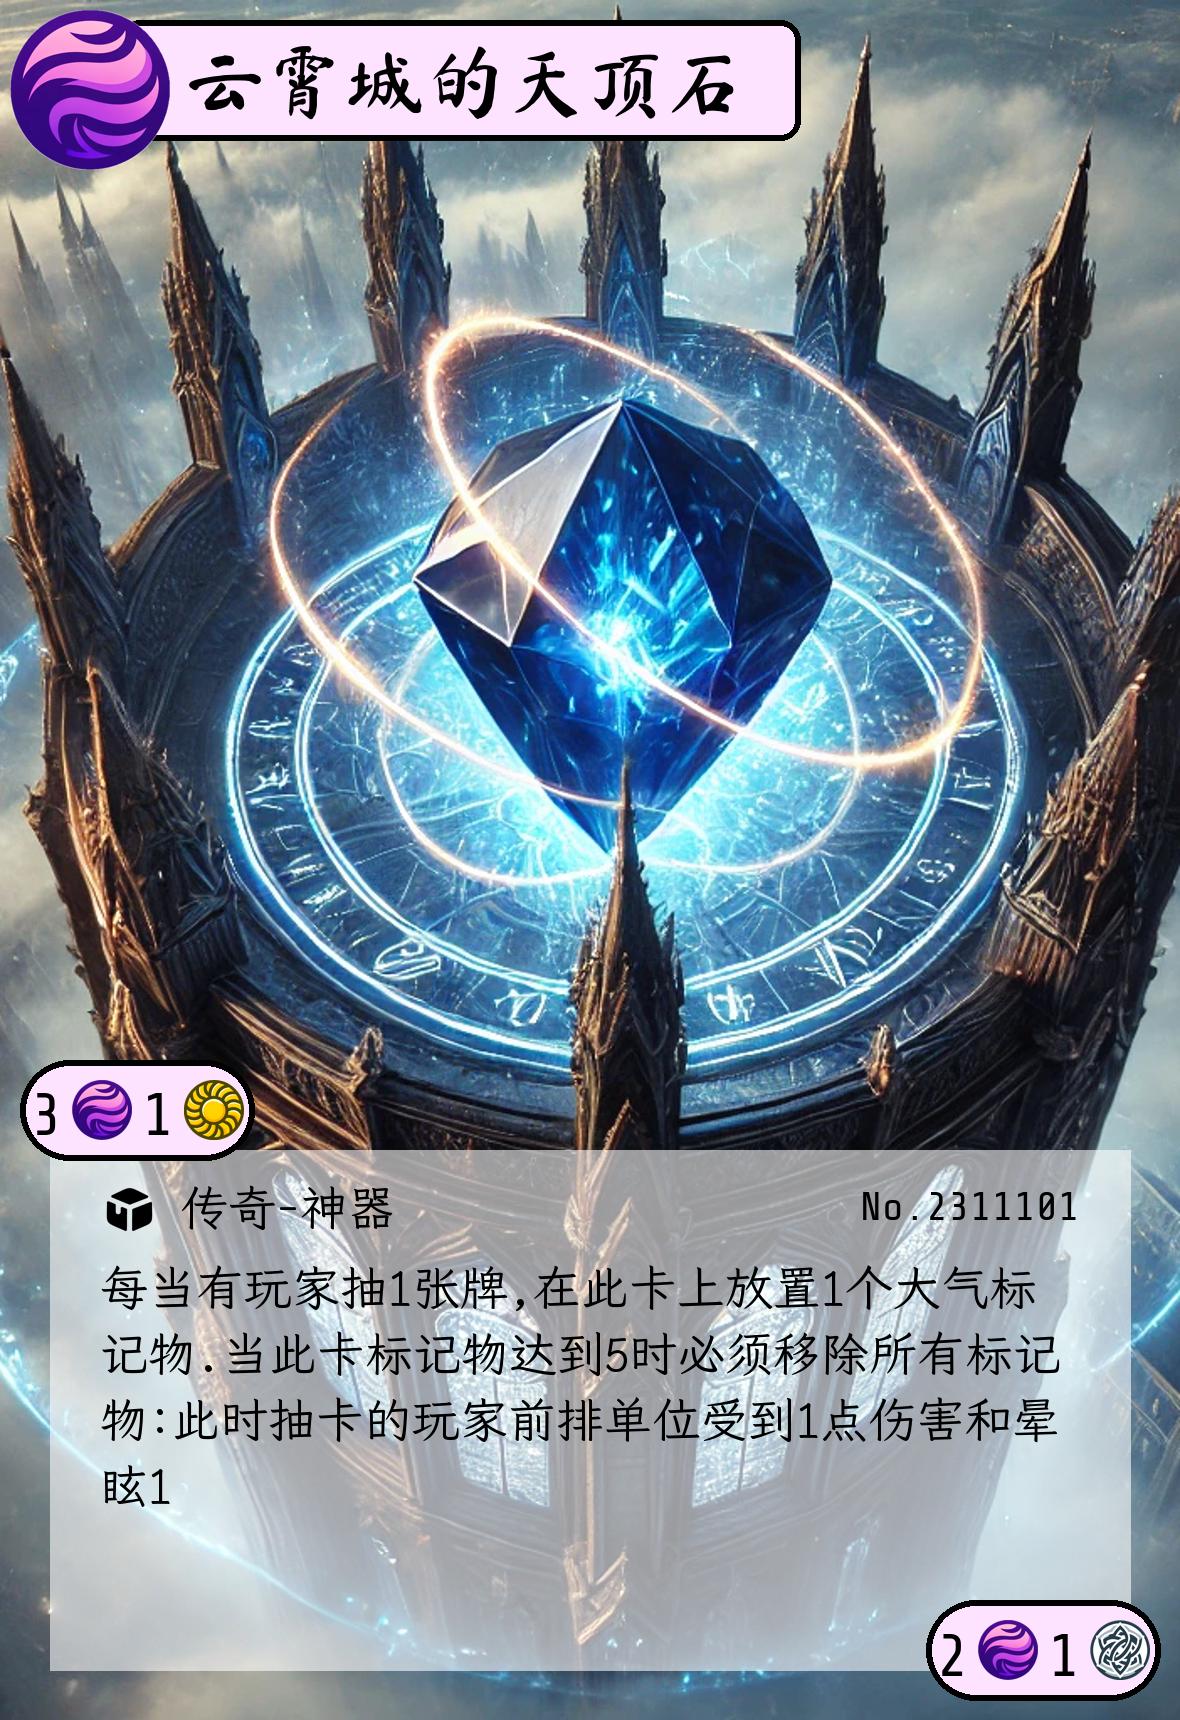 云霄城的天顶石
3 1
传奇-神器
No.2311101
每当有玩家抽1张牌,在此卡上放置1个大气标
记物.当此卡标记物达到5时必须移除所有标记
物:此时抽卡的玩家前排单位受到1点伤害和晕
眩1
2 1